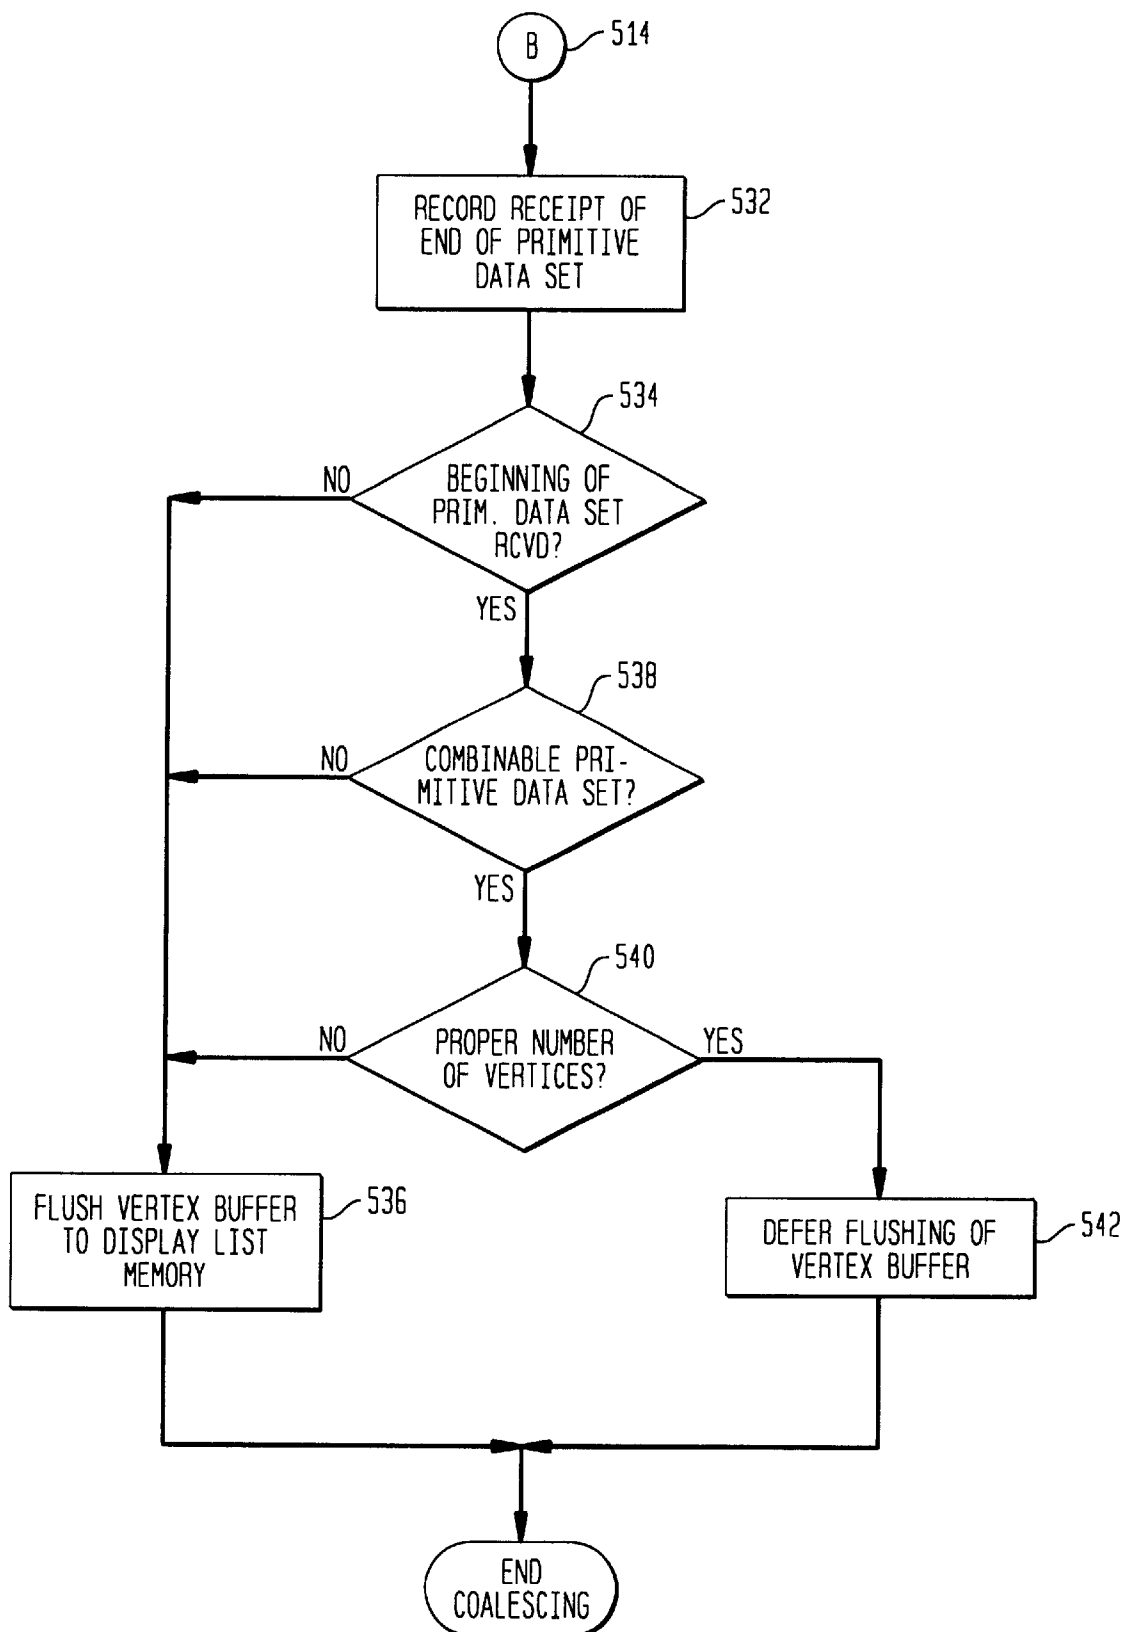 B
514
RECORD RECEIPT OF
END OF PRIMITIVE
DATA SET
532
534
BEGINNING OF
PRIM. DATA SET
RCVD?
NO
YES
538
COMBINABLE PRI-
MITIVE DATA SET?
NO
YES
540
PROPER NUMBER
OF VERTICES?
NO
YES
FLUSH VERTEX BUFFER
TO DISPLAY LIST
MEMORY
536
DEFER FLUSHING OF
VERTEX BUFFER
542
END
COALESCING